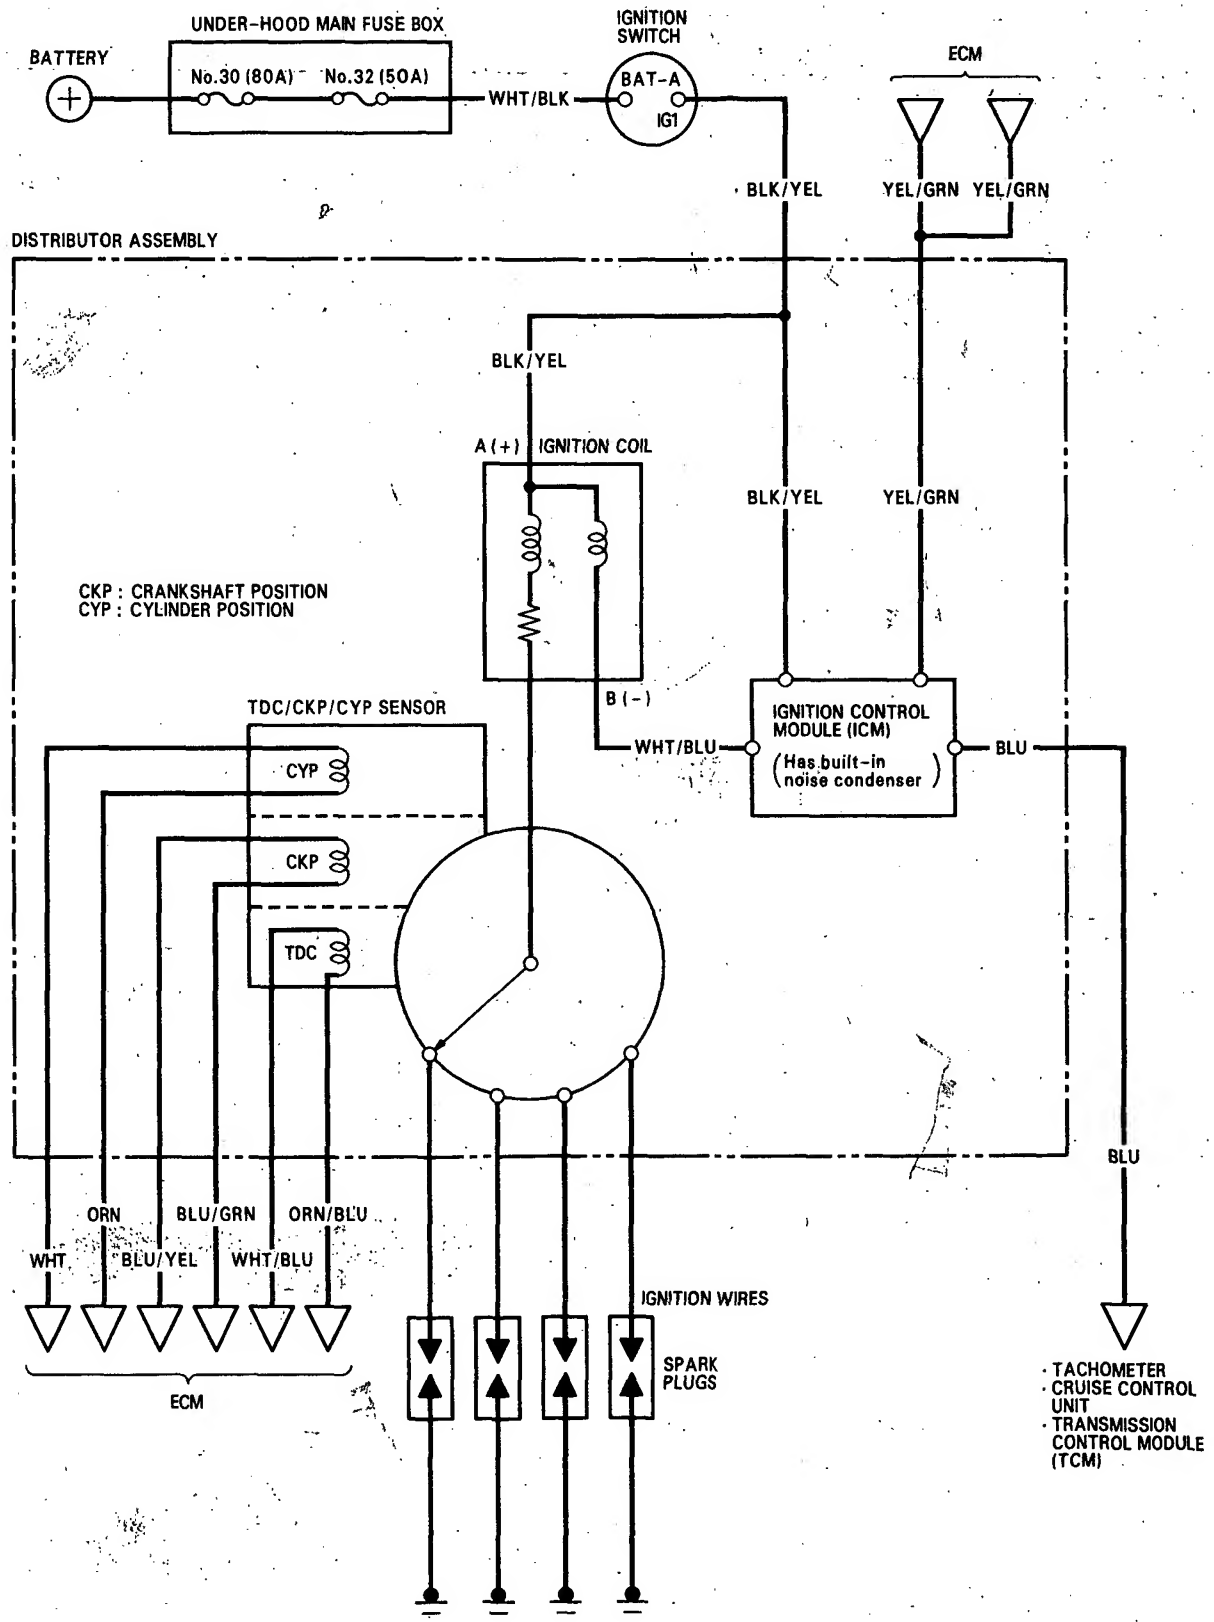 UNDER-HOOD MAIN FUSE BOX
IGNITION
SWITCH
BATTERY
ECM
No.30 (80A)
No.32 (50A)
BAT-A
+
WHT/BLK
IG1
BLK/YEL
YEL/GRN
YEL/GRN
DISTRIBUTOR ASSEMBLY
BLK/YEL
A (+)
IGNITION COIL
BLK/YEL
YEL/GRN
CKP : CRANKSHAFT POSITION
CYP : CYLINDER POSITION
B (-)
TDC/CKP/CYP SENSOR
IGNITION CONTROL
MODULE (ICM)
(Has built-in
noise condenser)
WHT/BLU
BLU
CYP
CKP
TDC
BLU
ORN
BLU/GRN
ORN/BLU
WHT
BLU/YEL
WHT/BLU
IGNITION WIRES
SPARK
PLUGS
ECM
· TACHOMETER
· CRUISE CONTROL
UNIT
· TRANSMISSION
CONTROL MODULE
(TCM)